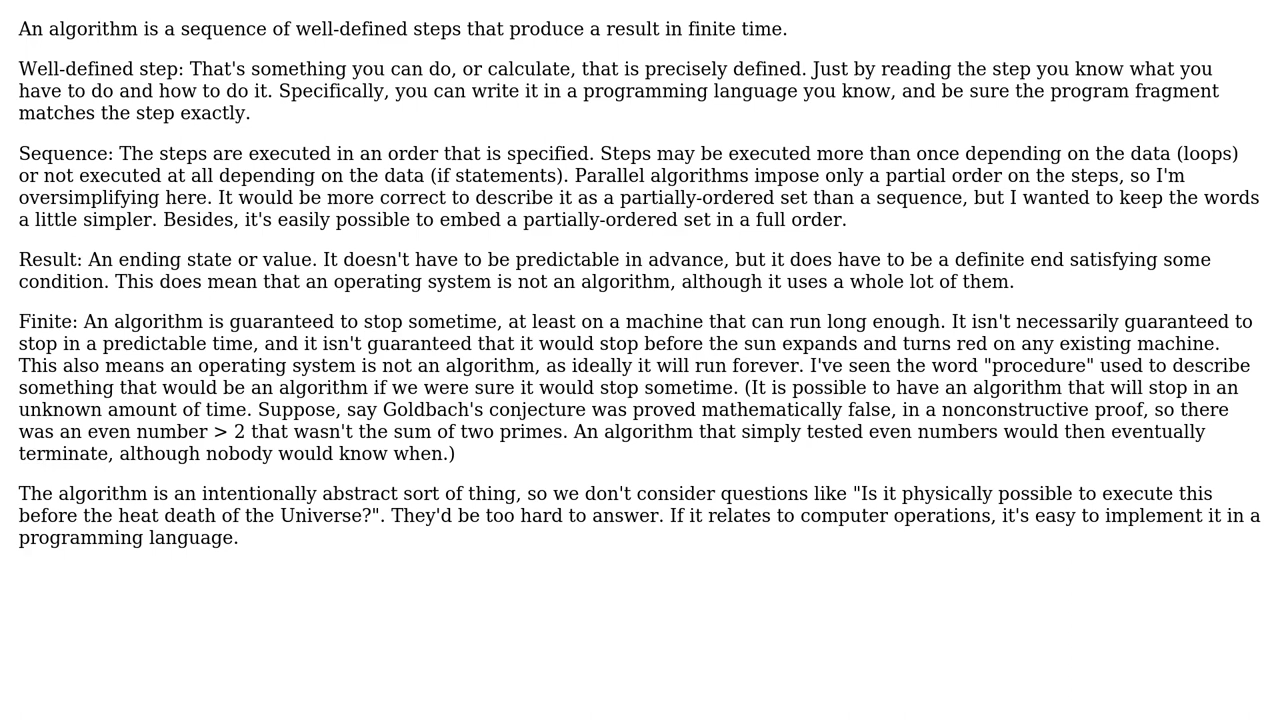 An algorithm is a sequence of well-defined steps that produce a result in finite time.
Well-defined step: That's something you can do, or calculate, that is precisely defined. Just by reading the step you know what you
have to do and how to do it. Specifically, you can write it in a programming language you know, and be sure the program fragment
matches the step exactly.
Sequence: The steps are executed in an order that is specified. Steps may be executed more than once depending on the data (loops)
or not executed at all depending on the data (if statements). Parallel algorithms impose only a partial order on the steps, so I'm
oversimplifying here. It would be more correct to describe it as a partially-ordered set than a sequence, but I wanted to keep the words
a little simpler. Besides, it's easily possible to embed a partially-ordered set in a full order.
Result: An ending state or value. It doesn't have to be predictable in advance, but it does have to be a definite end satisfying some
condition. This does mean that an operating system is not an algorithm, although it uses a whole lot of them.
Finite: An algorithm is guaranteed to stop sometime, at least on a machine that can run long enough. It isn't necessarily guaranteed to
stop in a predictable time, and it isn't guaranteed that it would stop before the sun expands and turns red on any existing machine.
This also means an operating system is not an algorithm, as ideally it will run forever. I've seen the word "procedure" used to describe
something that would be an algorithm if we were sure it would stop sometime. (It is possible to have an algorithm that will stop in an
unknown amount of time. Suppose, say Goldbach's conjecture was proved mathematically false, in a nonconstructive proof, so there
was an even number > 2 that wasn't the sum of two primes. An algorithm that simply tested even numbers would then eventually
terminate, although nobody would know when.)
The algorithm is an intentionally abstract sort of thing, so we don't consider questions like "Is it physically possible to execute this
before the heat death of the Universe?". They'd be too hard to answer. If it relates to computer operations, it's easy to implement it in a
programming language.